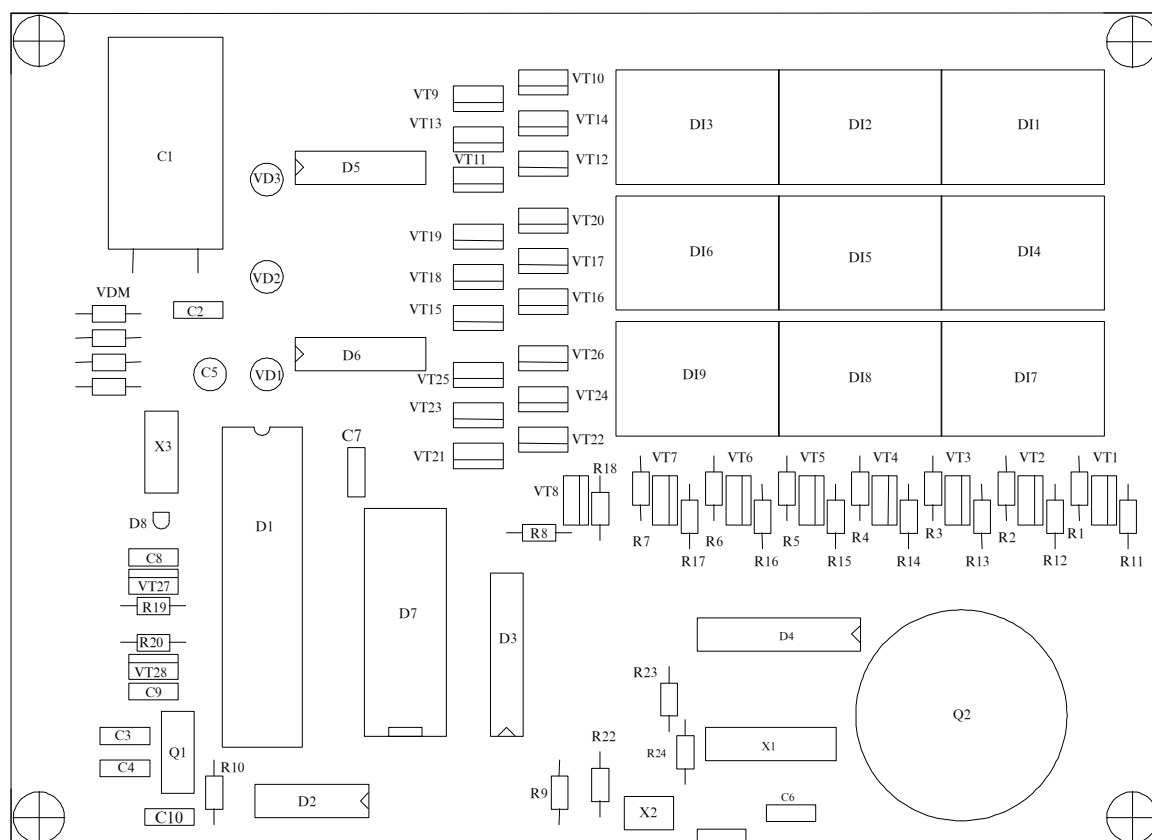 VT10
VT9
VT14
VT13
DI3
DI2
DI1
C1
VT11
VT12
D5
VD3
VT20
VT19
VT17
DI6
DI5
DI4
VD2
VT18
VDM
VT16
C2
VT15
D6
VT26
C5
VD1
VT25
DI9
DI8
DI7
VT24
VT23
C7
VT22
X3
VT21
R18
VT7
VT6
VT5
VT4
VT3
VT2
VT1
VT8
D8
D1
R8
R7
R6
R5
R4
R3
R2
R1
C8
R17
R16
R15
R14
R13
R12
R11
VT27
R19
D7
D3
D4
R20
VT28
R23
C9
Q2
C3
Q1
R22
R24
X1
C4
R10
R9
D2
C6
X2
C10